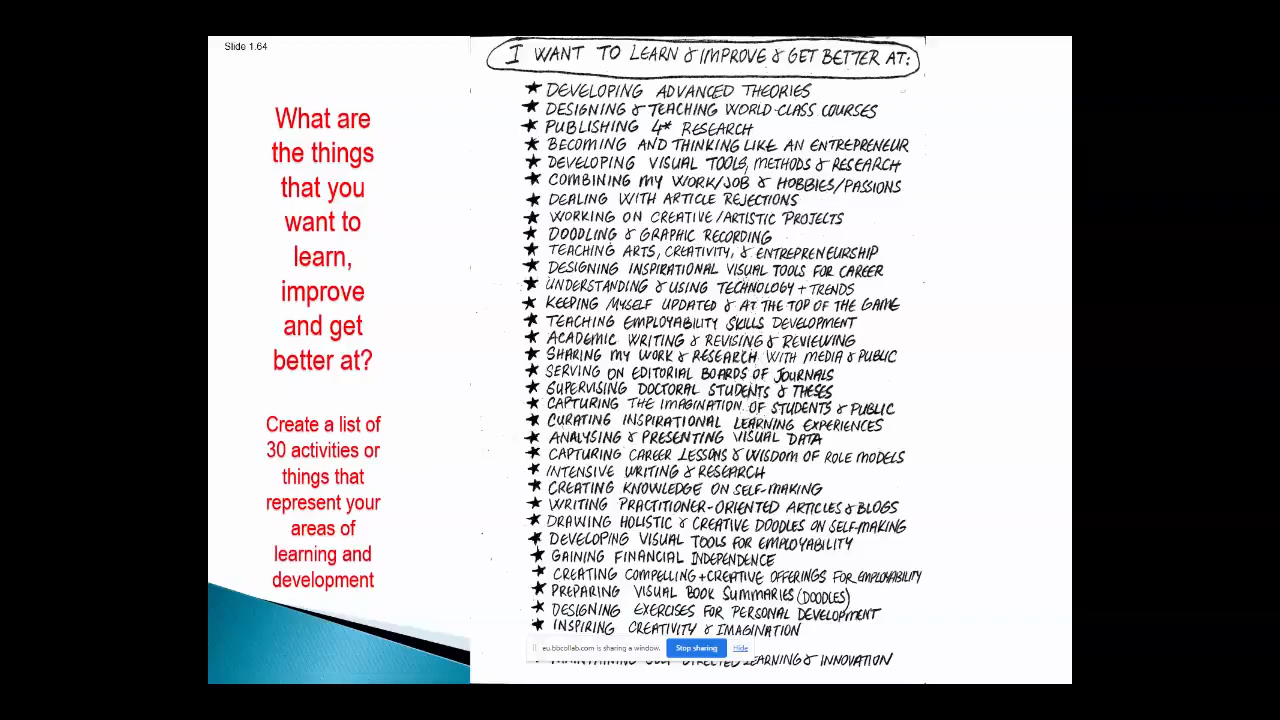 Slide 1.64
What are
the things
that you
want to
learn,
improve
and get
better at?
Create a list of
30 activities or
things that
represent your
areas of
learning and
development
I WANT TO LEARN & IMPROVE & GET BETTER AT:
★ DEVELOPING ADVANCED THEORIES
★ DESIGNING & TEACHING WORLD-CLASS COURSES
★ PUBLISHING 4* RESEARCH
★ BECOMING AND THINKING LIKE AN ENTREPRENEUR
★ DEVELOPING VISUAL TOOLS, METHODS & RESEARCH
★ COMBINING MY WORK/JOB & HOBBIES/PASSIONS
★ DEALING WITH ARTICLE REJECTIONS
★ WORKING ON CREATIVE/ARTISTIC PROJECTS
★ DOODLING & GRAPHIC RECORDING
★ TEACHING ARTS, CREATIVITY, & ENTREPRENEURSHIP
★ DESIGNING INSPIRATIONAL VISUAL TOOLS FOR CAREER
★ UNDERSTANDING & USING TECHNOLOGY + TRENDS
★ KEEPING MYSELF UPDATED & AT THE TOP OF THE GAME
★ TEACHING EMPLOYABILITY SKILLS DEVELOPMENT
★ ACADEMIC WRITING & REVISING & REVIEWING
★ SHARING MY WORK & RESEARCH WITH MEDIA & PUBLIC
★ SERVING ON EDITORIAL BOARDS OF JOURNALS
★ SUPERVISING DOCTORAL STUDENTS & THESES
★ CAPTURING THE IMAGINATION OF STUDENTS & PUBLIC
★ CURATING INSPIRATIONAL LEARNING EXPERIENCES
★ ANALYSING & PRESENTING VISUAL DATA
★ CAPTURING CAREER LESSONS & WISDOM OF ROLE MODELS
★ INTENSIVE WRITING & RESEARCH
★ CREATING KNOWLEDGE ON SELF-MAKING
★ WRITING PRACTITIONER-ORIENTED ARTICLES & BLOGS
★ DRAWING HOLISTIC & CREATIVE DOODLES ON SELF-MAKING
★ DEVELOPING VISUAL TOOLS FOR EMPLOYABILITY
★ GAINING FINANCIAL INDEPENDENCE
★ CREATING COMPELLING + CREATIVE OFFERINGS FOR EMPLOYABILITY
★ PREPARING VISUAL BOOK SUMMARIES (DOODLES)
★ DESIGNING EXERCISES FOR PERSONAL DEVELOPMENT
★ INSPIRING CREATIVITY & IMAGINATION
eu.bbcollab.com is sharing a window. Stop sharing Hide
LEARNING & INNOVATION